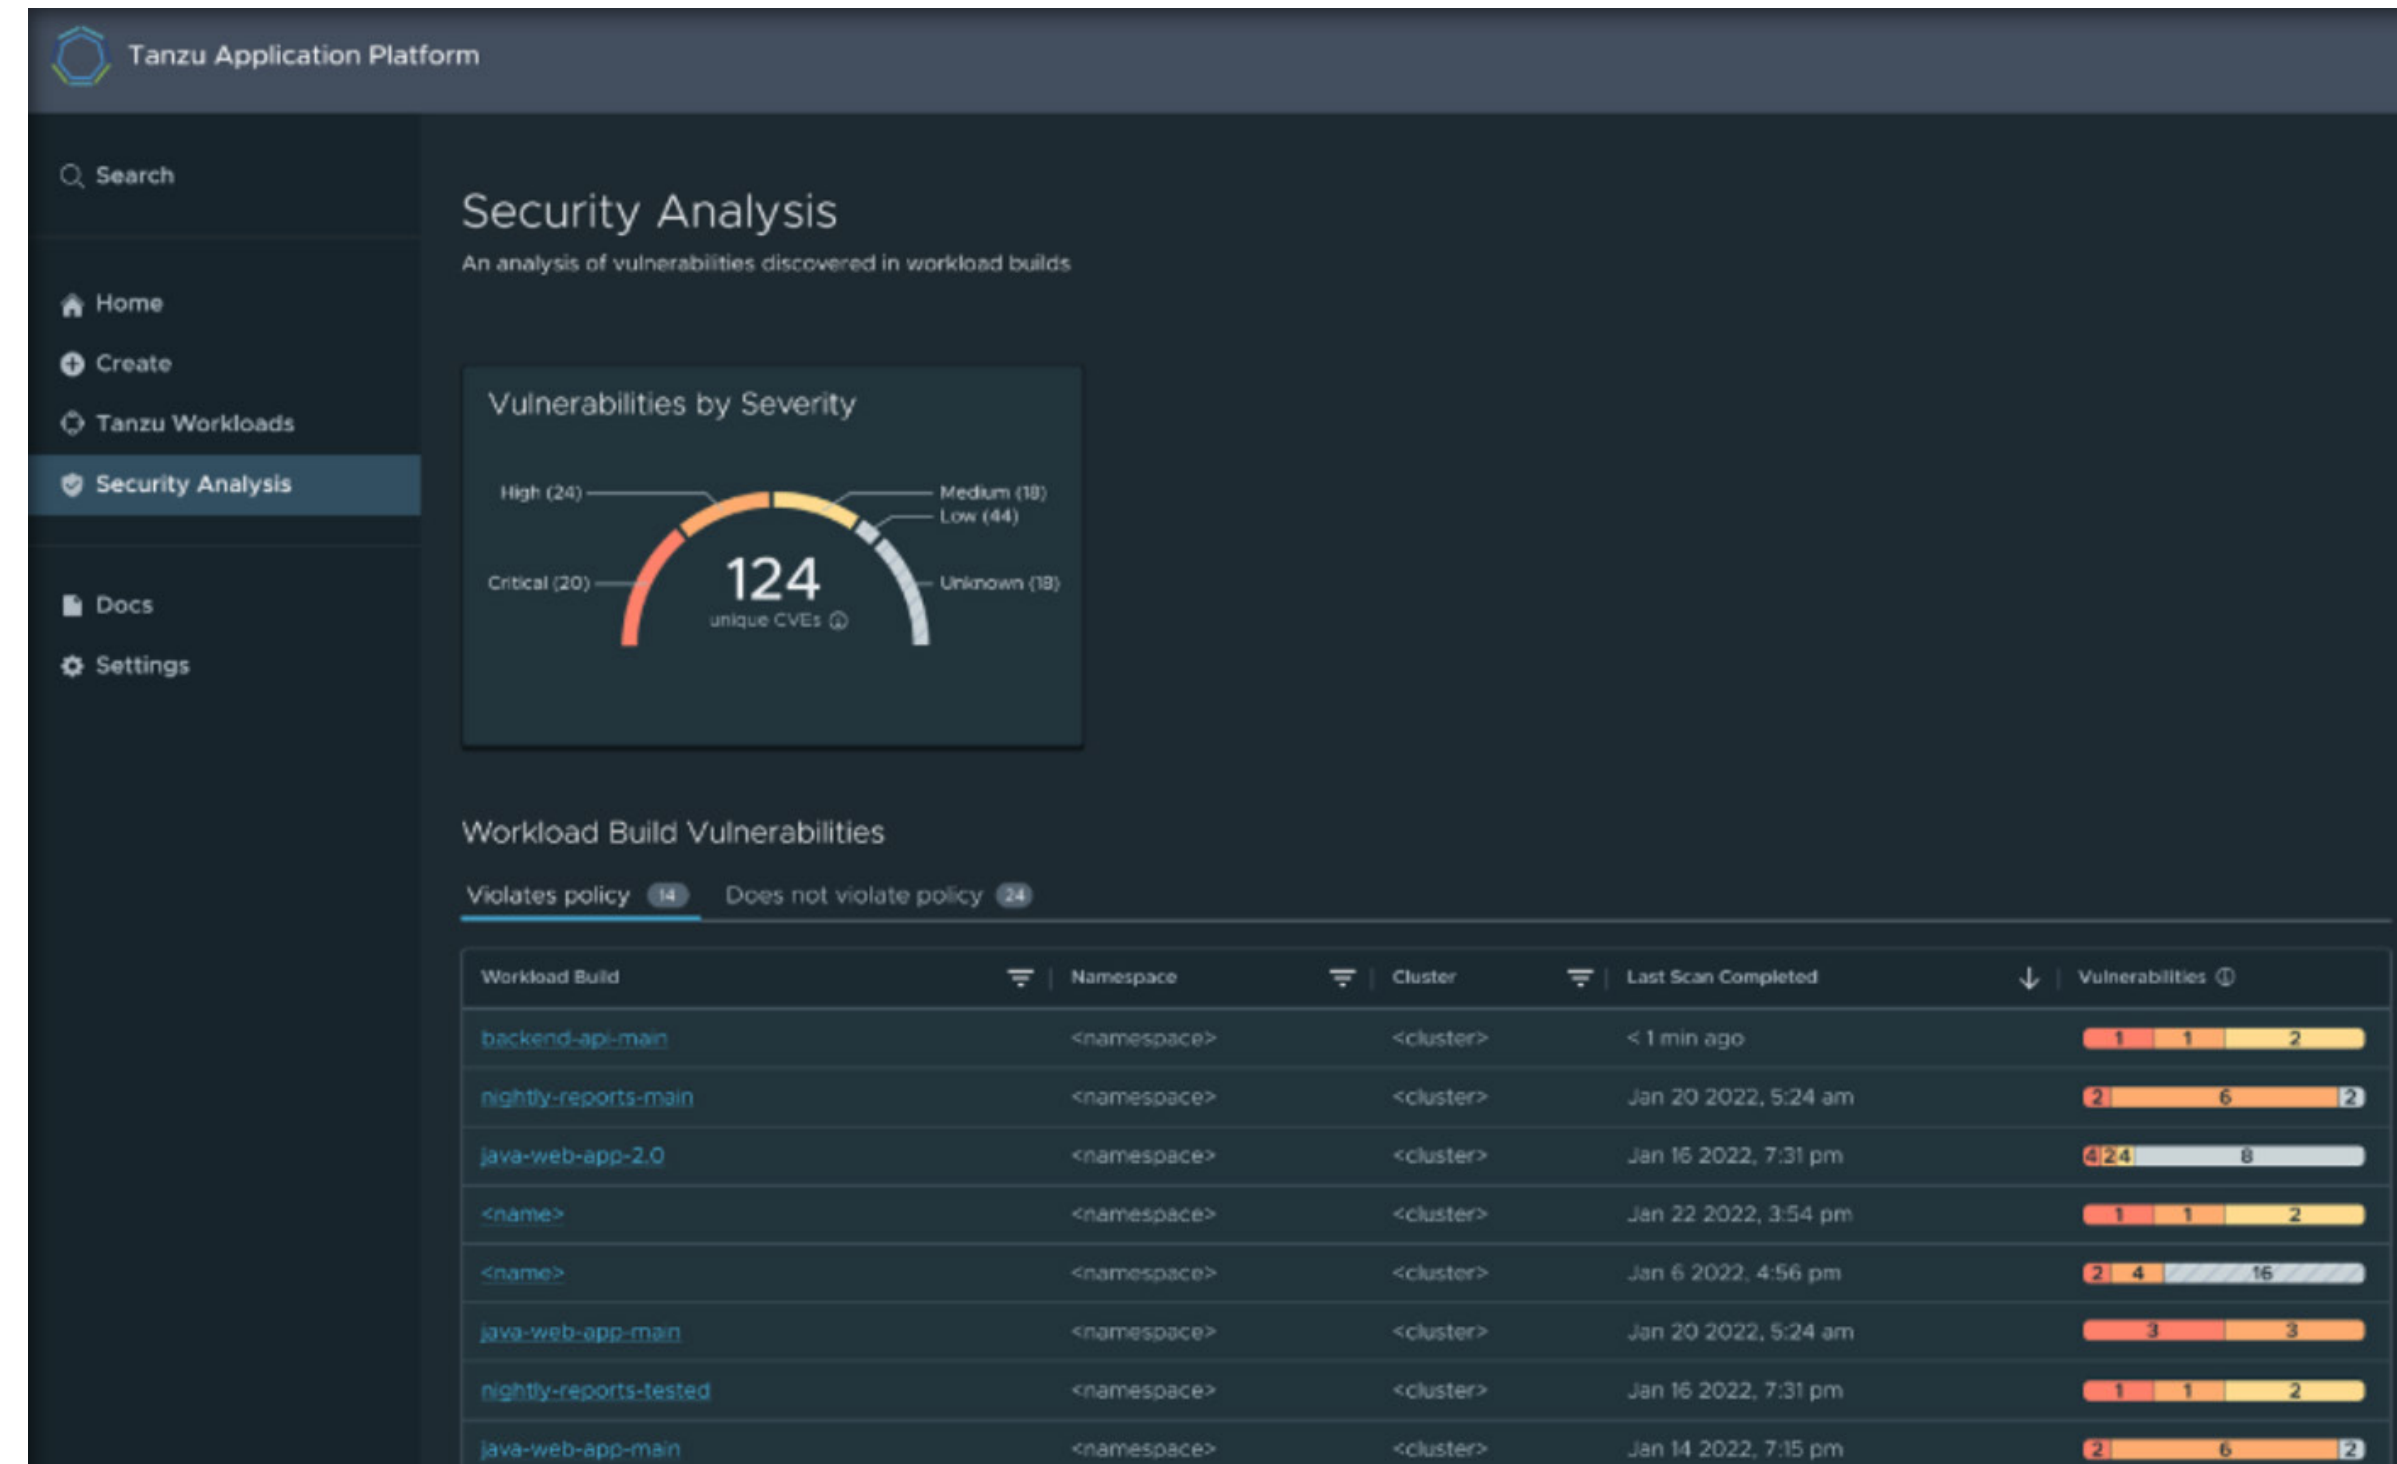 Tanzu Application Platform
Search
Home
Create
Tanzu Workloads
Security Analysis
Docs
Settings
Security Analysis
An analysis of vulnerabilities discovered in workload builds
Vulnerabilities by Severity
High (24)
Medium (18)
Low (44)
Critical (20)
Unknown (18)
124
unique CVEs
Workload Build Vulnerabilities
Violates policy 14 Does not violate policy 24
Workload Build Namespace Cluster Last Scan Completed Vulnerabilities
backend-api-main <namespace> <cluster> < 1 min ago 1 1 2
nightly-reports-main <namespace> <cluster> Jan 20 2022, 5:24 am 2 6 2
java-web-app-2.0 <namespace> <cluster> Jan 16 2022, 7:31 pm 4 2 4 8
<name> <namespace> <cluster> Jan 22 2022, 3:54 pm 1 1 2
<name> <namespace> <cluster> Jan 6 2022, 4:56 pm 2 4 16
java-web-app-main <namespace> <cluster> Jan 20 2022, 5:24 am 3 3
nightly-reports-tested <namespace> <cluster> Jan 16 2022, 7:31 pm 1 1 2
java-web-app-main <namespace> <cluster> Jan 14 2022, 7:15 pm 2 6 2